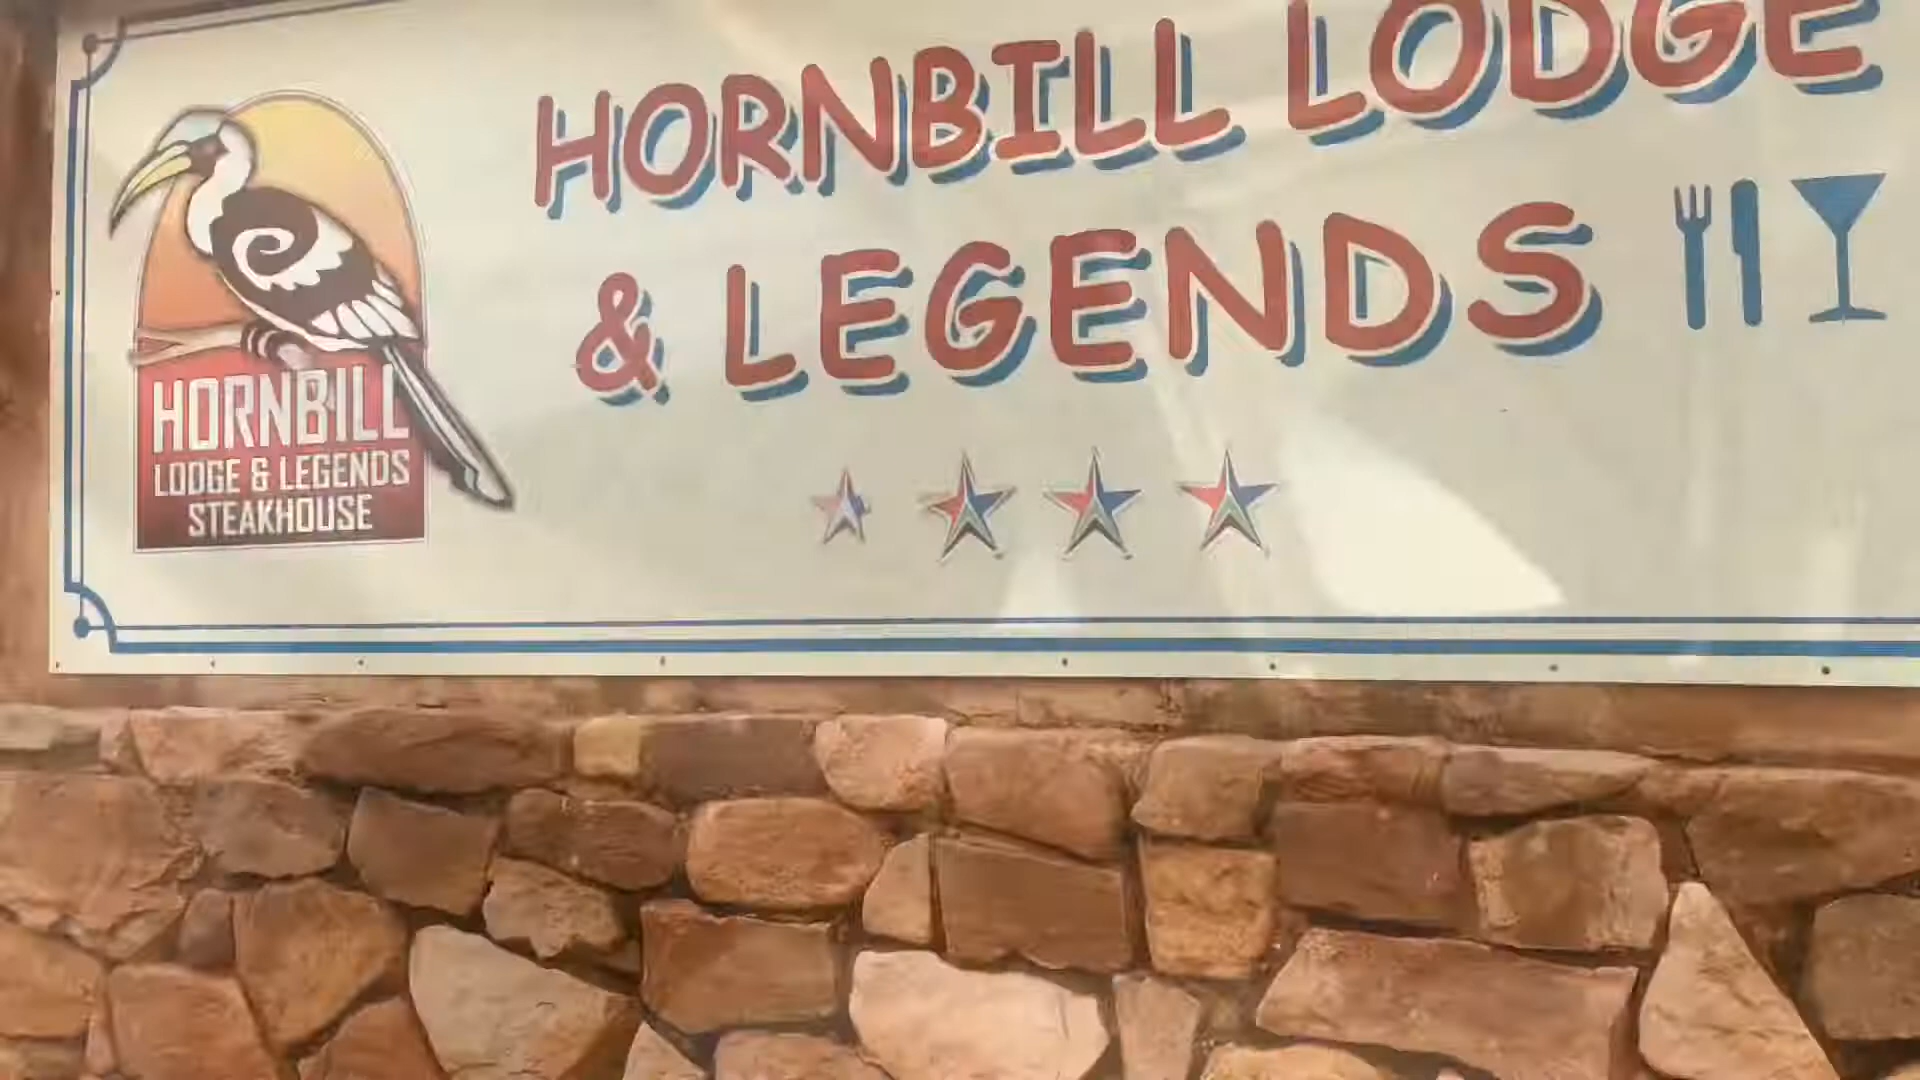 HORNBILL LODGE
& LEGENDS
HORNBILL
LODGE & LEGENDS
STEAKHOUSE